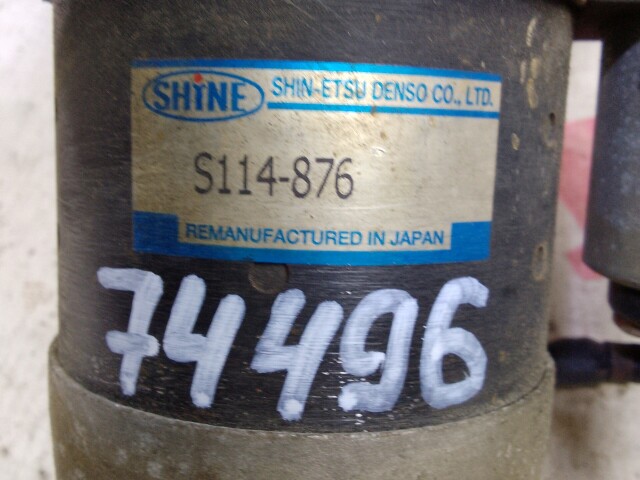 SHiNE SHIN-ETSU DENSO CO., LTD.
S114-876
REMANUFACTURED IN JAPAN
74496